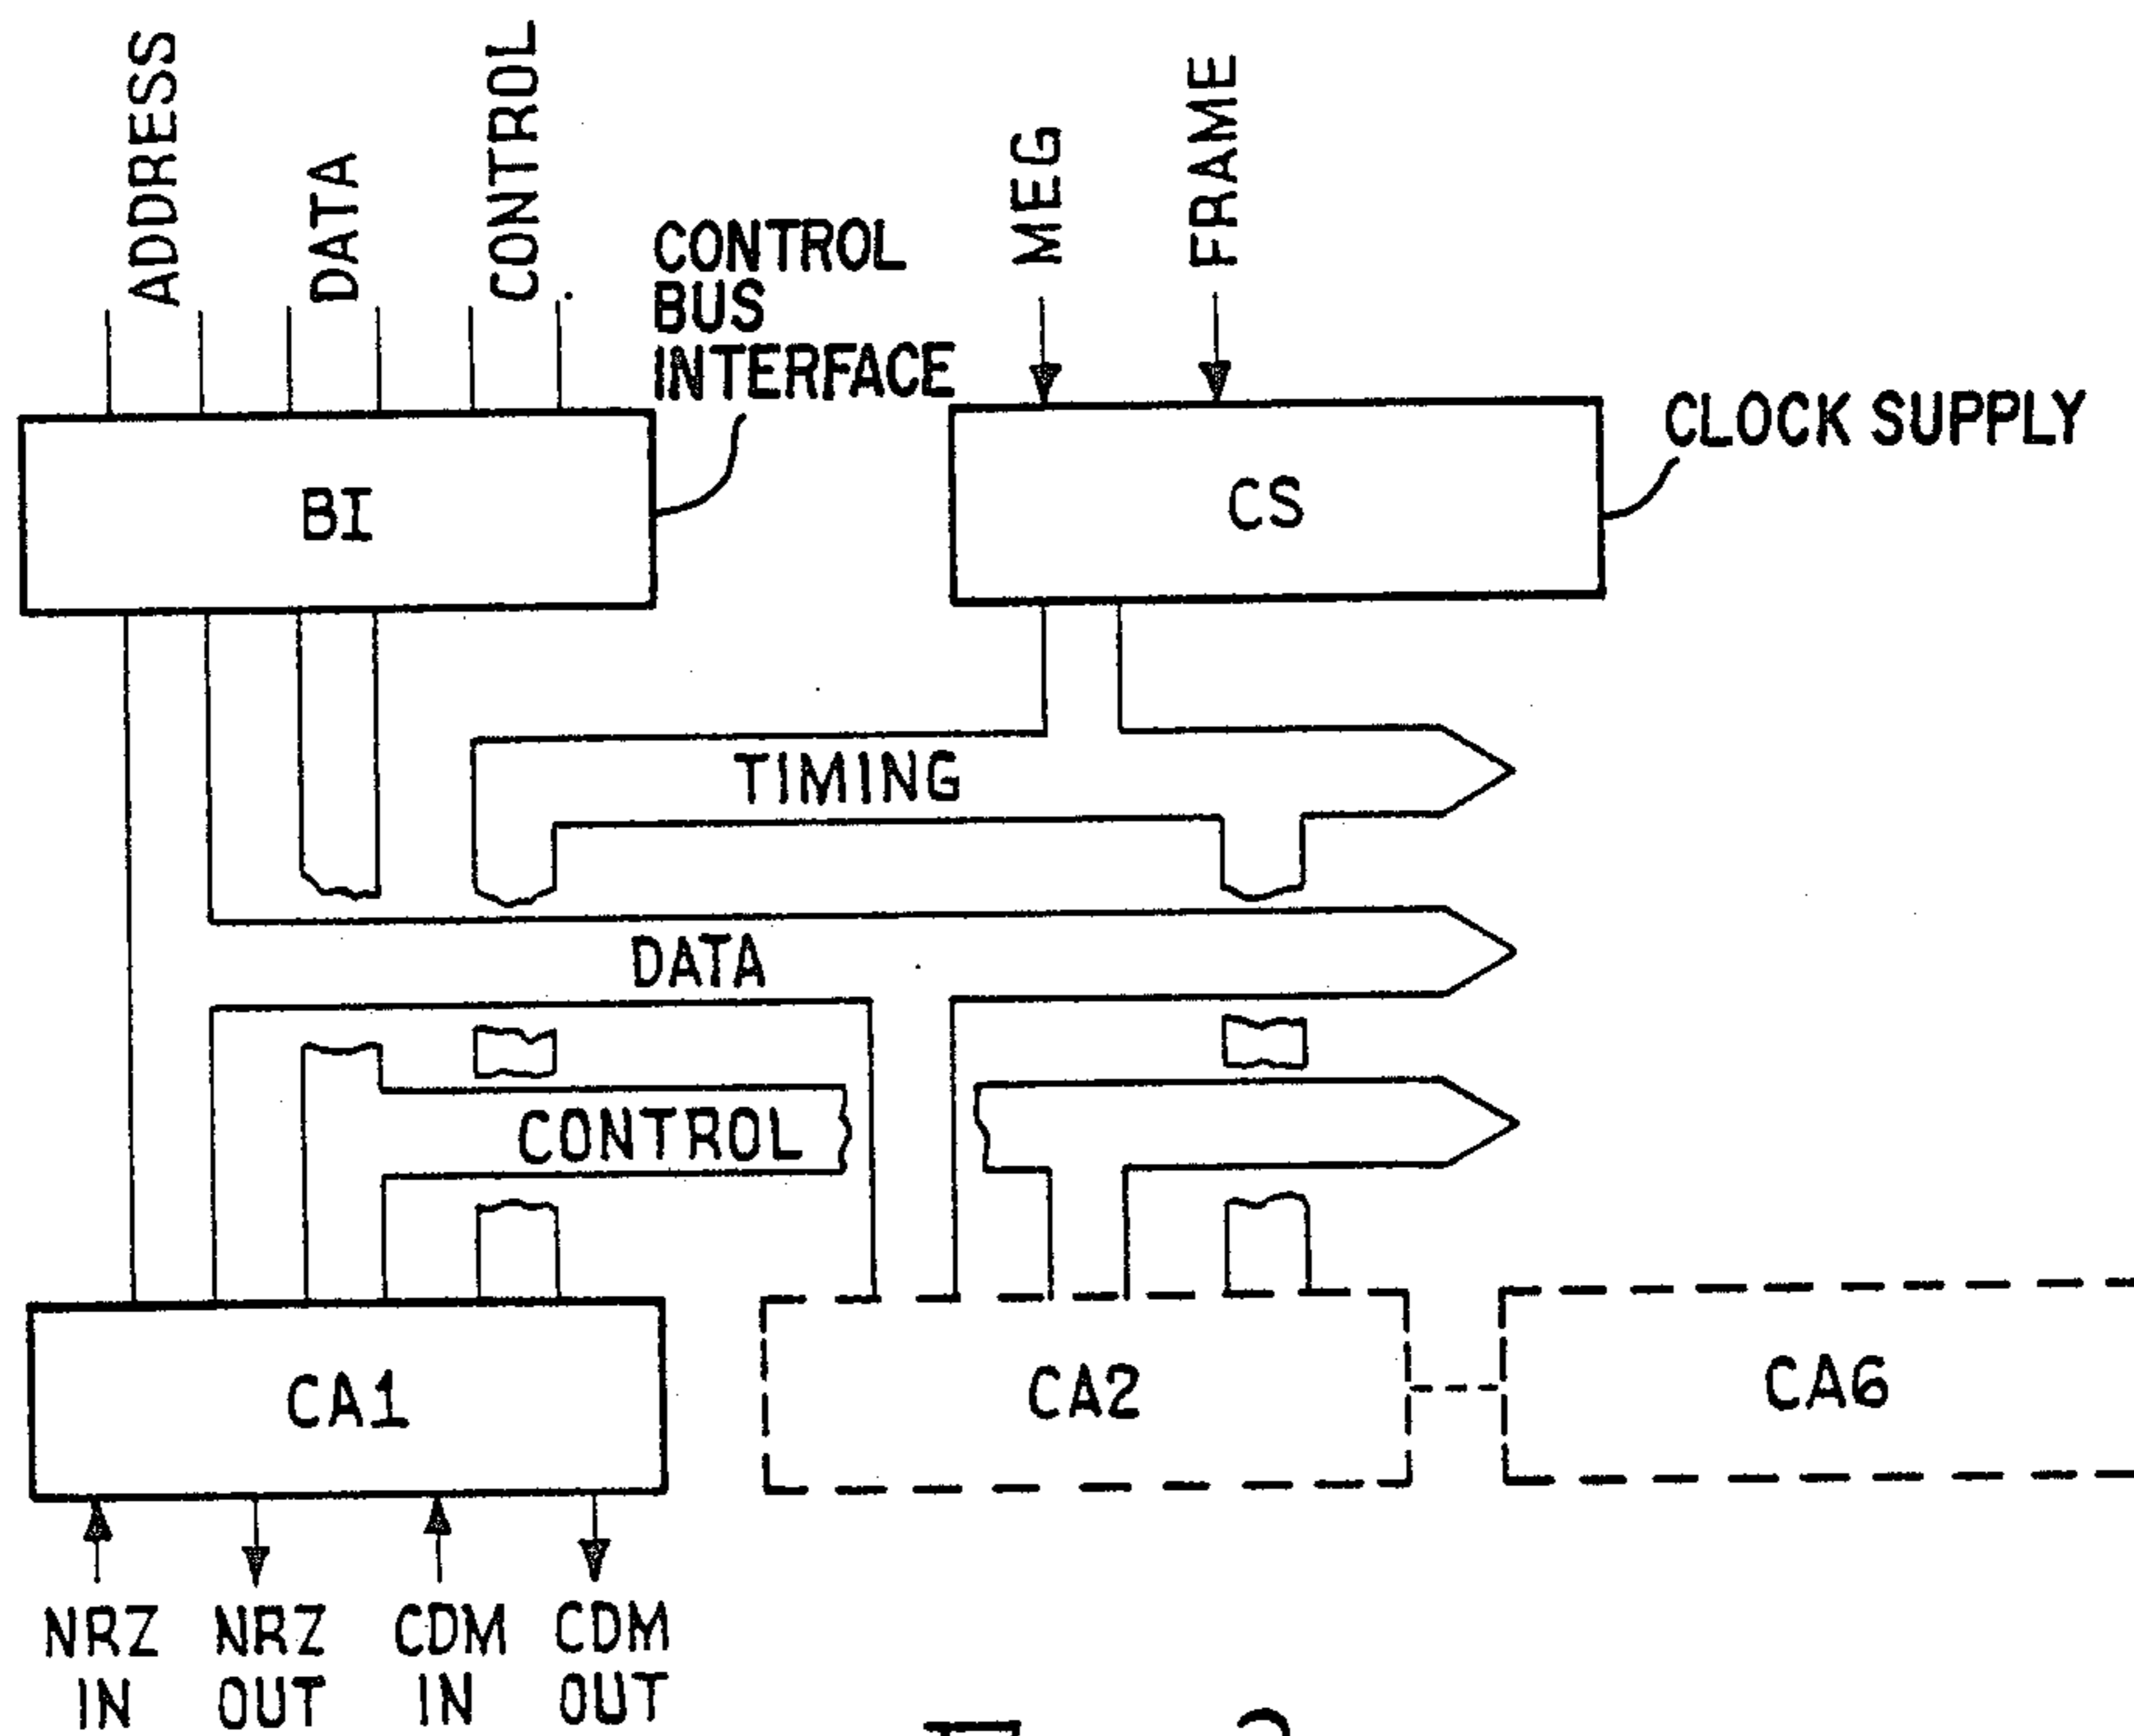 ADDRESS
DATA
CONTROL
MEG
FRAME
CONTROL
BUS
INTERFACE
CLOCK SUPPLY
BI
CS
TIMING
DATA
CONTROL
CA1
CA2
CA6
NRZ
IN
NRZ
OUT
CDM
IN
CDM
OUT